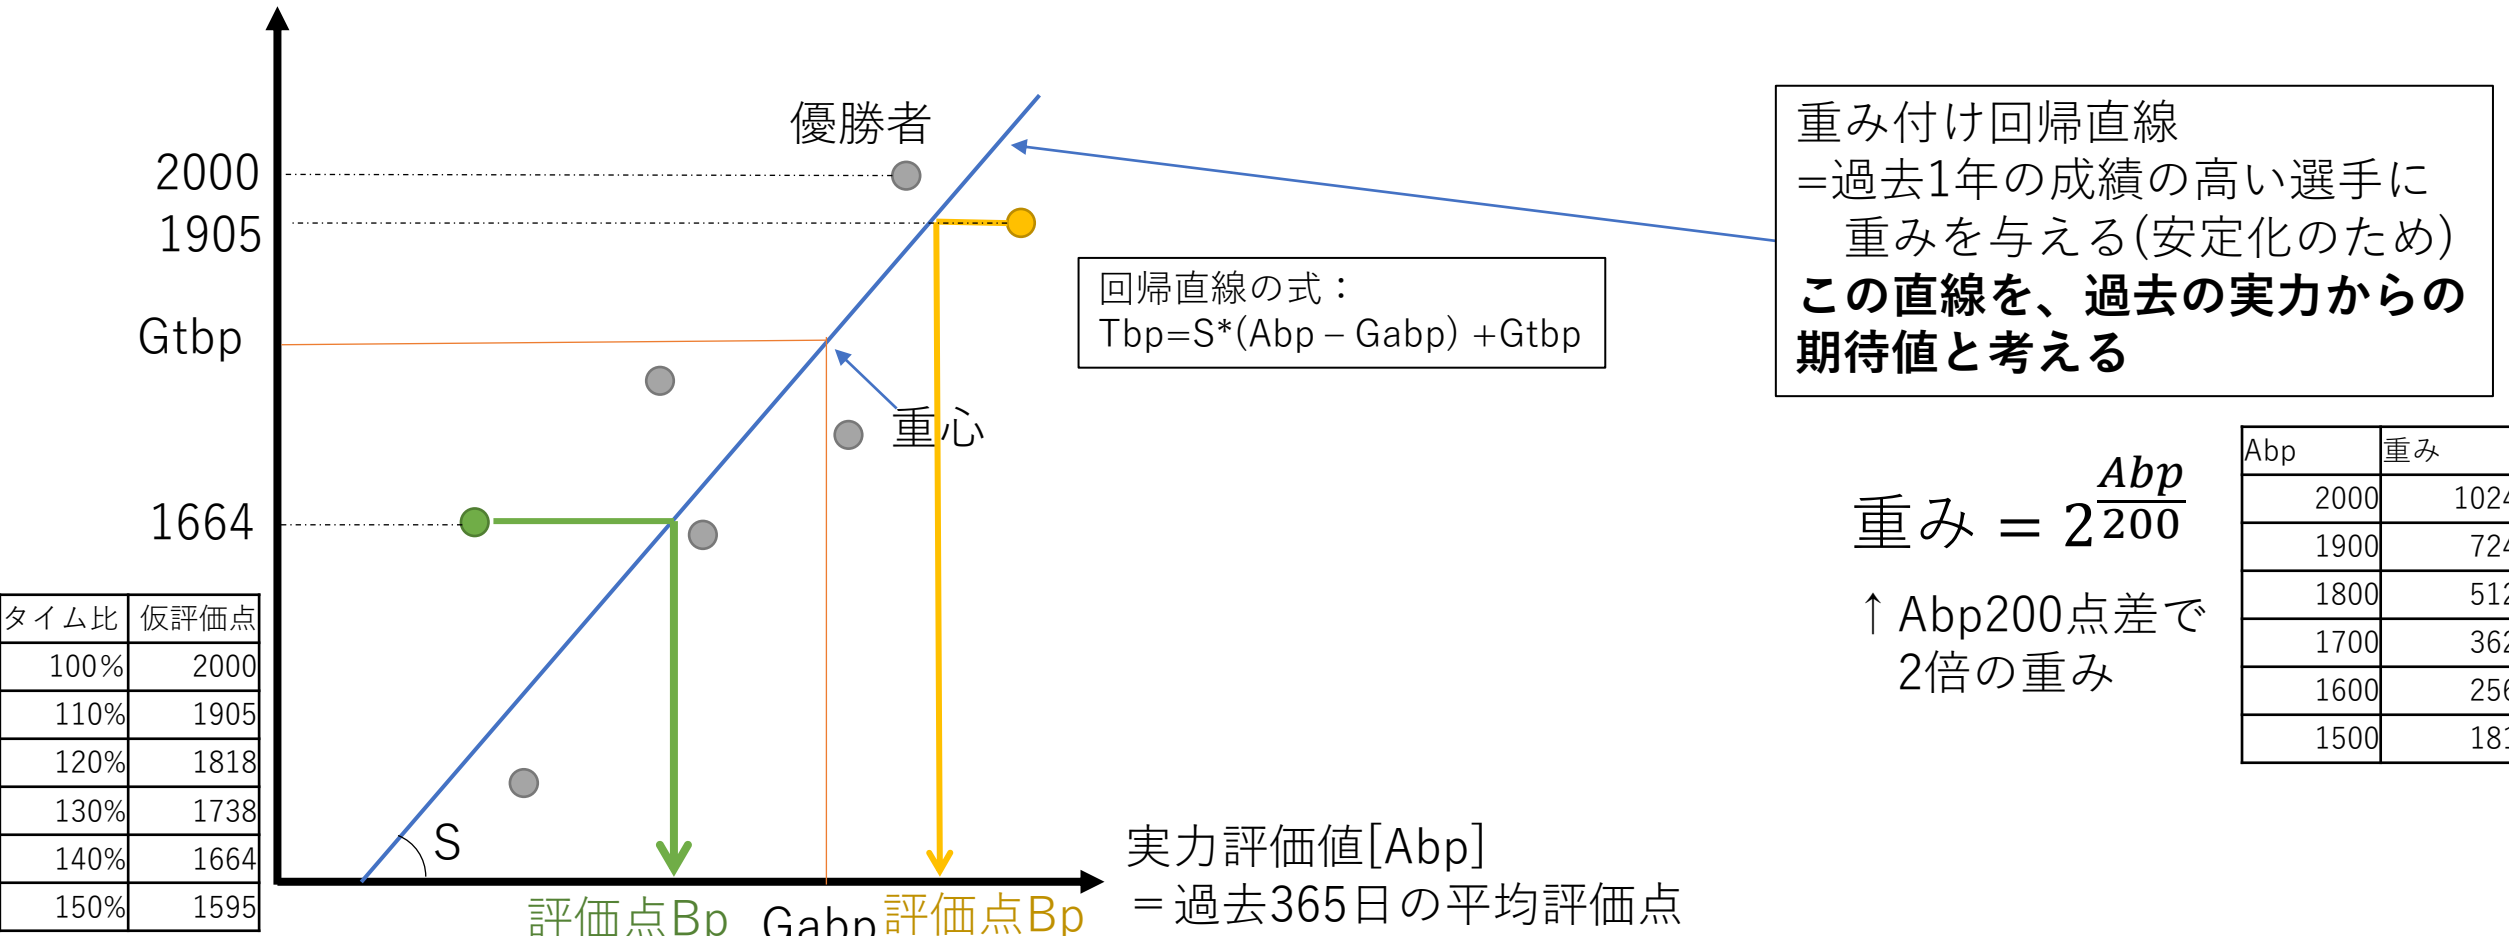 優勝者
2000
1905
Gtbp
1664
重心
S
回帰直線の式：
Tbp=S*(Abp – Gabp) +Gtbp
重み付け回帰直線
=過去1年の成績の高い選手に
重みを与える(安定化のため)
この直線を、過去の実力からの
期待値と考える
重み = 2^(Abp/200)
↑Abp200点差で
2倍の重み
Abp 重み
2000 1024
1900 724
1800 512
1700 362
1600 256
1500 181
タイム比 仮評価点
100% 2000
110% 1905
120% 1818
130% 1738
140% 1664
150% 1595
評価点Bp
Gabp
評価点Bp
実力評価値[Abp]
＝過去365日の平均評価点